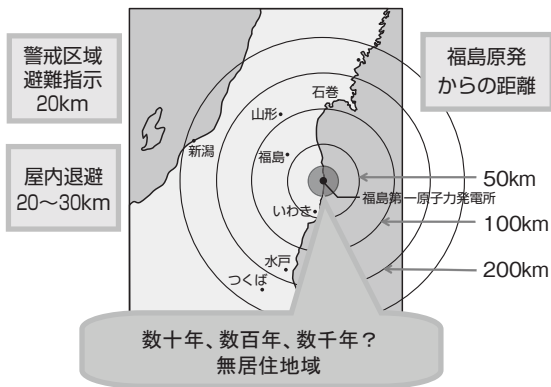 警戒区域
避難指示
20km
福島原発
からの距離
石巻
山形
新潟
福島
屋内退避
20～30km
50km
福島第一原子力発電所
いわき
100km
水戸
200km
つくば
数十年、数百年、数千年？
無居住地域